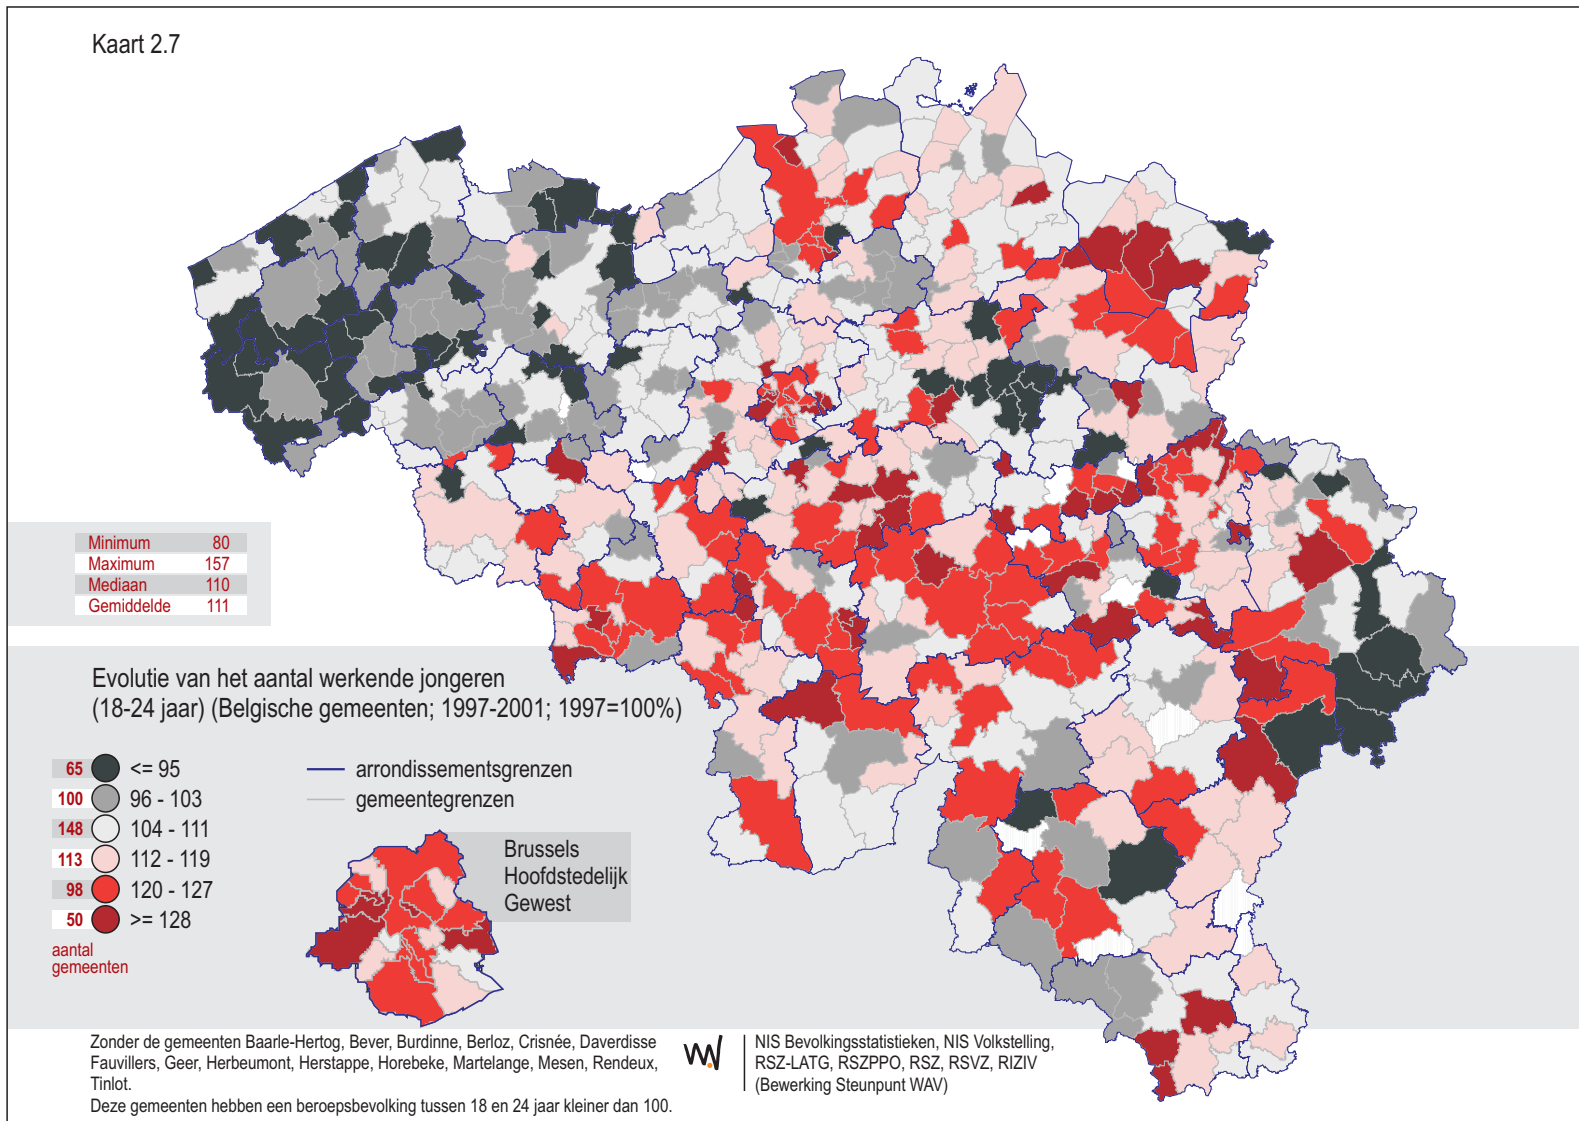 Kaart 2.7
Minimum 80
Maximum 157
Mediaan 110
Gemiddelde 111
Evolutie van het aantal werkende jongeren
(18-24 jaar) (Belgische gemeenten; 1997-2001; 1997=100%)
65 <= 95
100 96 - 103
148 104 - 111
113 112 - 119
98 120 - 127
50 >= 128
aantal
gemeenten
arrondissementsgrenzen
gemeentegrenzen
Brussels
Hoofdstedelijk
Gewest
Zonder de gemeenten Baarle-Hertog, Bever, Burdinne, Berloz, Crisnée, Daverdisse
Fauvillers, Geer, Herbeumont, Herstappe, Horebeke, Martelange, Mesen, Rendeux,
Tinlot.
Deze gemeenten hebben een beroepsbevolking tussen 18 en 24 jaar kleiner dan 100.
NIS Bevolkingsstatistieken, NIS Volkstelling,
RSZ-LATG, RSZPPO, RSZ, RSVZ, RIZIV
(Bewerking Steunpunt WAV)